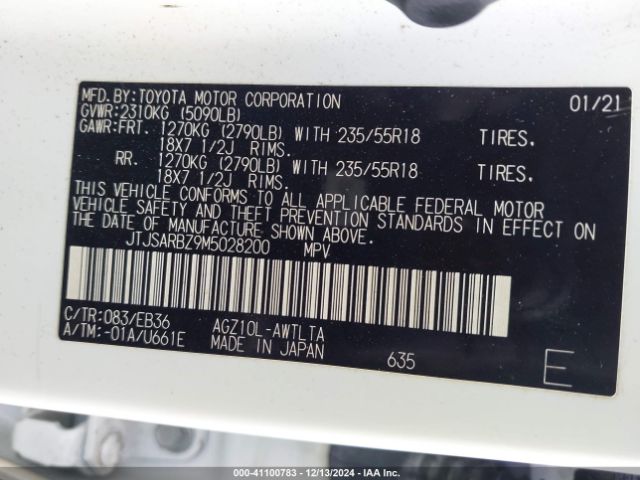 MFD.BY:TOYOTA MOTOR CORPORATION 01/21
GVWR:2310KG (5090LB)
GAWR:FRT. 1270KG (2790LB) WITH 235/55R18 TIRES.
18X7 1/2J RIMS.
RR. 1270KG (2790LB) WITH 235/55R18 TIRES.
18X7 1/2J RIMS.
THIS VEHICLE CONFORMS TO ALL APPLICABLE FEDERAL MOTOR
VEHICLE SAFETY AND THEFT PREVENTION STANDARDS IN EFFECT ON
THE DATE OF MANUFACTURE SHOWN ABOVE.
JTJSARBZ9M5028200 MPV
C/TR:083/EB36 AGZ10L-AWTLTA
A/TM:-01A/U661E MADE IN JAPAN 635 E
000-41100783 - 12/13/2024 - IAA Inc.